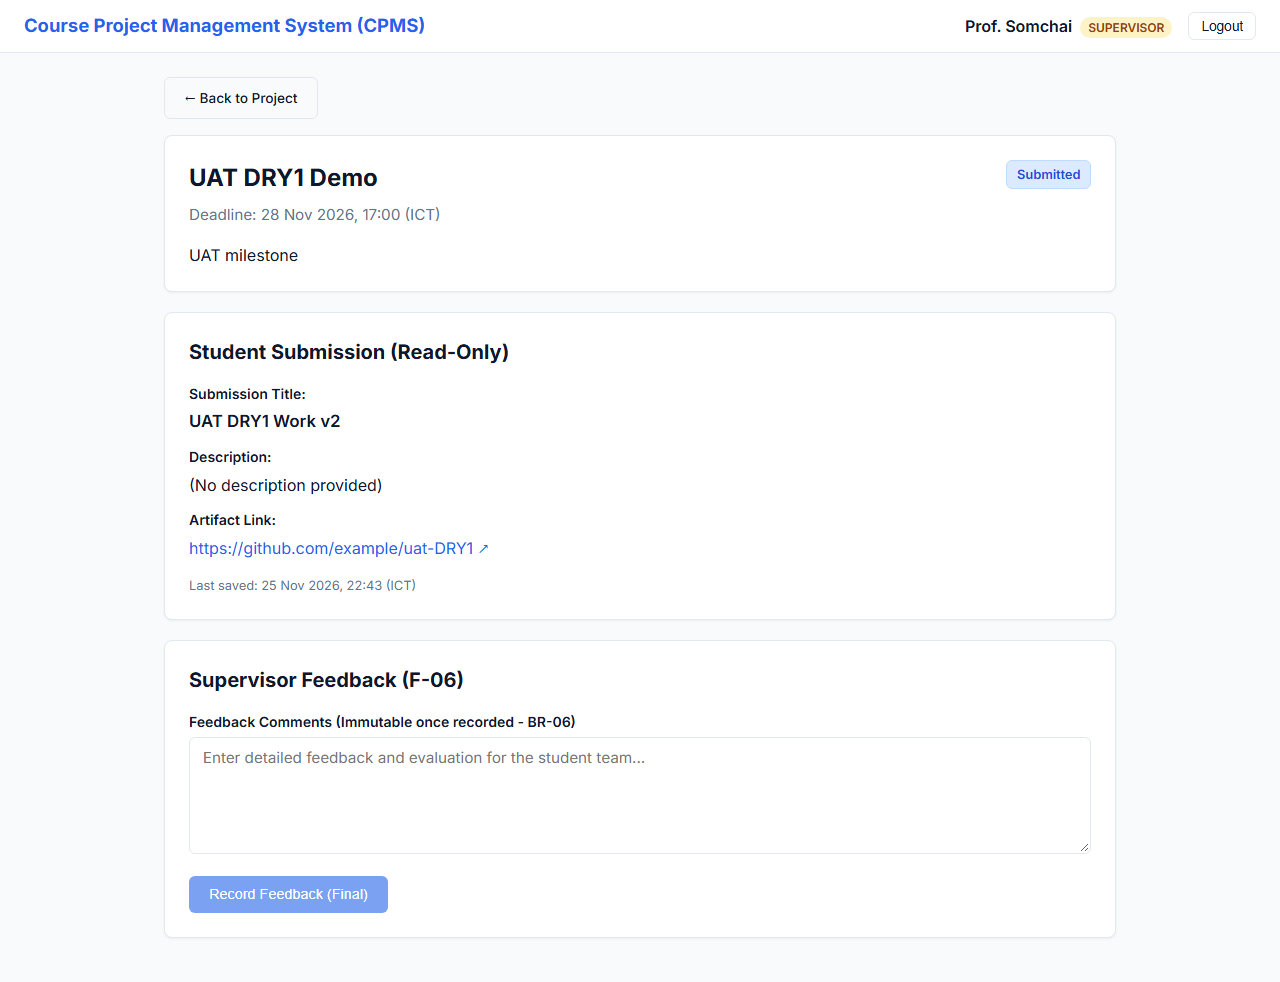 Course Project Management System (CPMS)
Prof. Somchai SUPERVISOR Logout
← Back to Project
UAT DRY1 Demo
Submitted
Deadline: 28 Nov 2026, 17:00 (ICT)
UAT milestone
Student Submission (Read-Only)
Submission Title:
UAT DRY1 Work v2
Description:
(No description provided)
Artifact Link:
https://github.com/example/uat-DRY1 ↗
Last saved: 25 Nov 2026, 22:43 (ICT)
Supervisor Feedback (F-06)
Feedback Comments (Immutable once recorded - BR-06)
Enter detailed feedback and evaluation for the student team...
Record Feedback (Final)